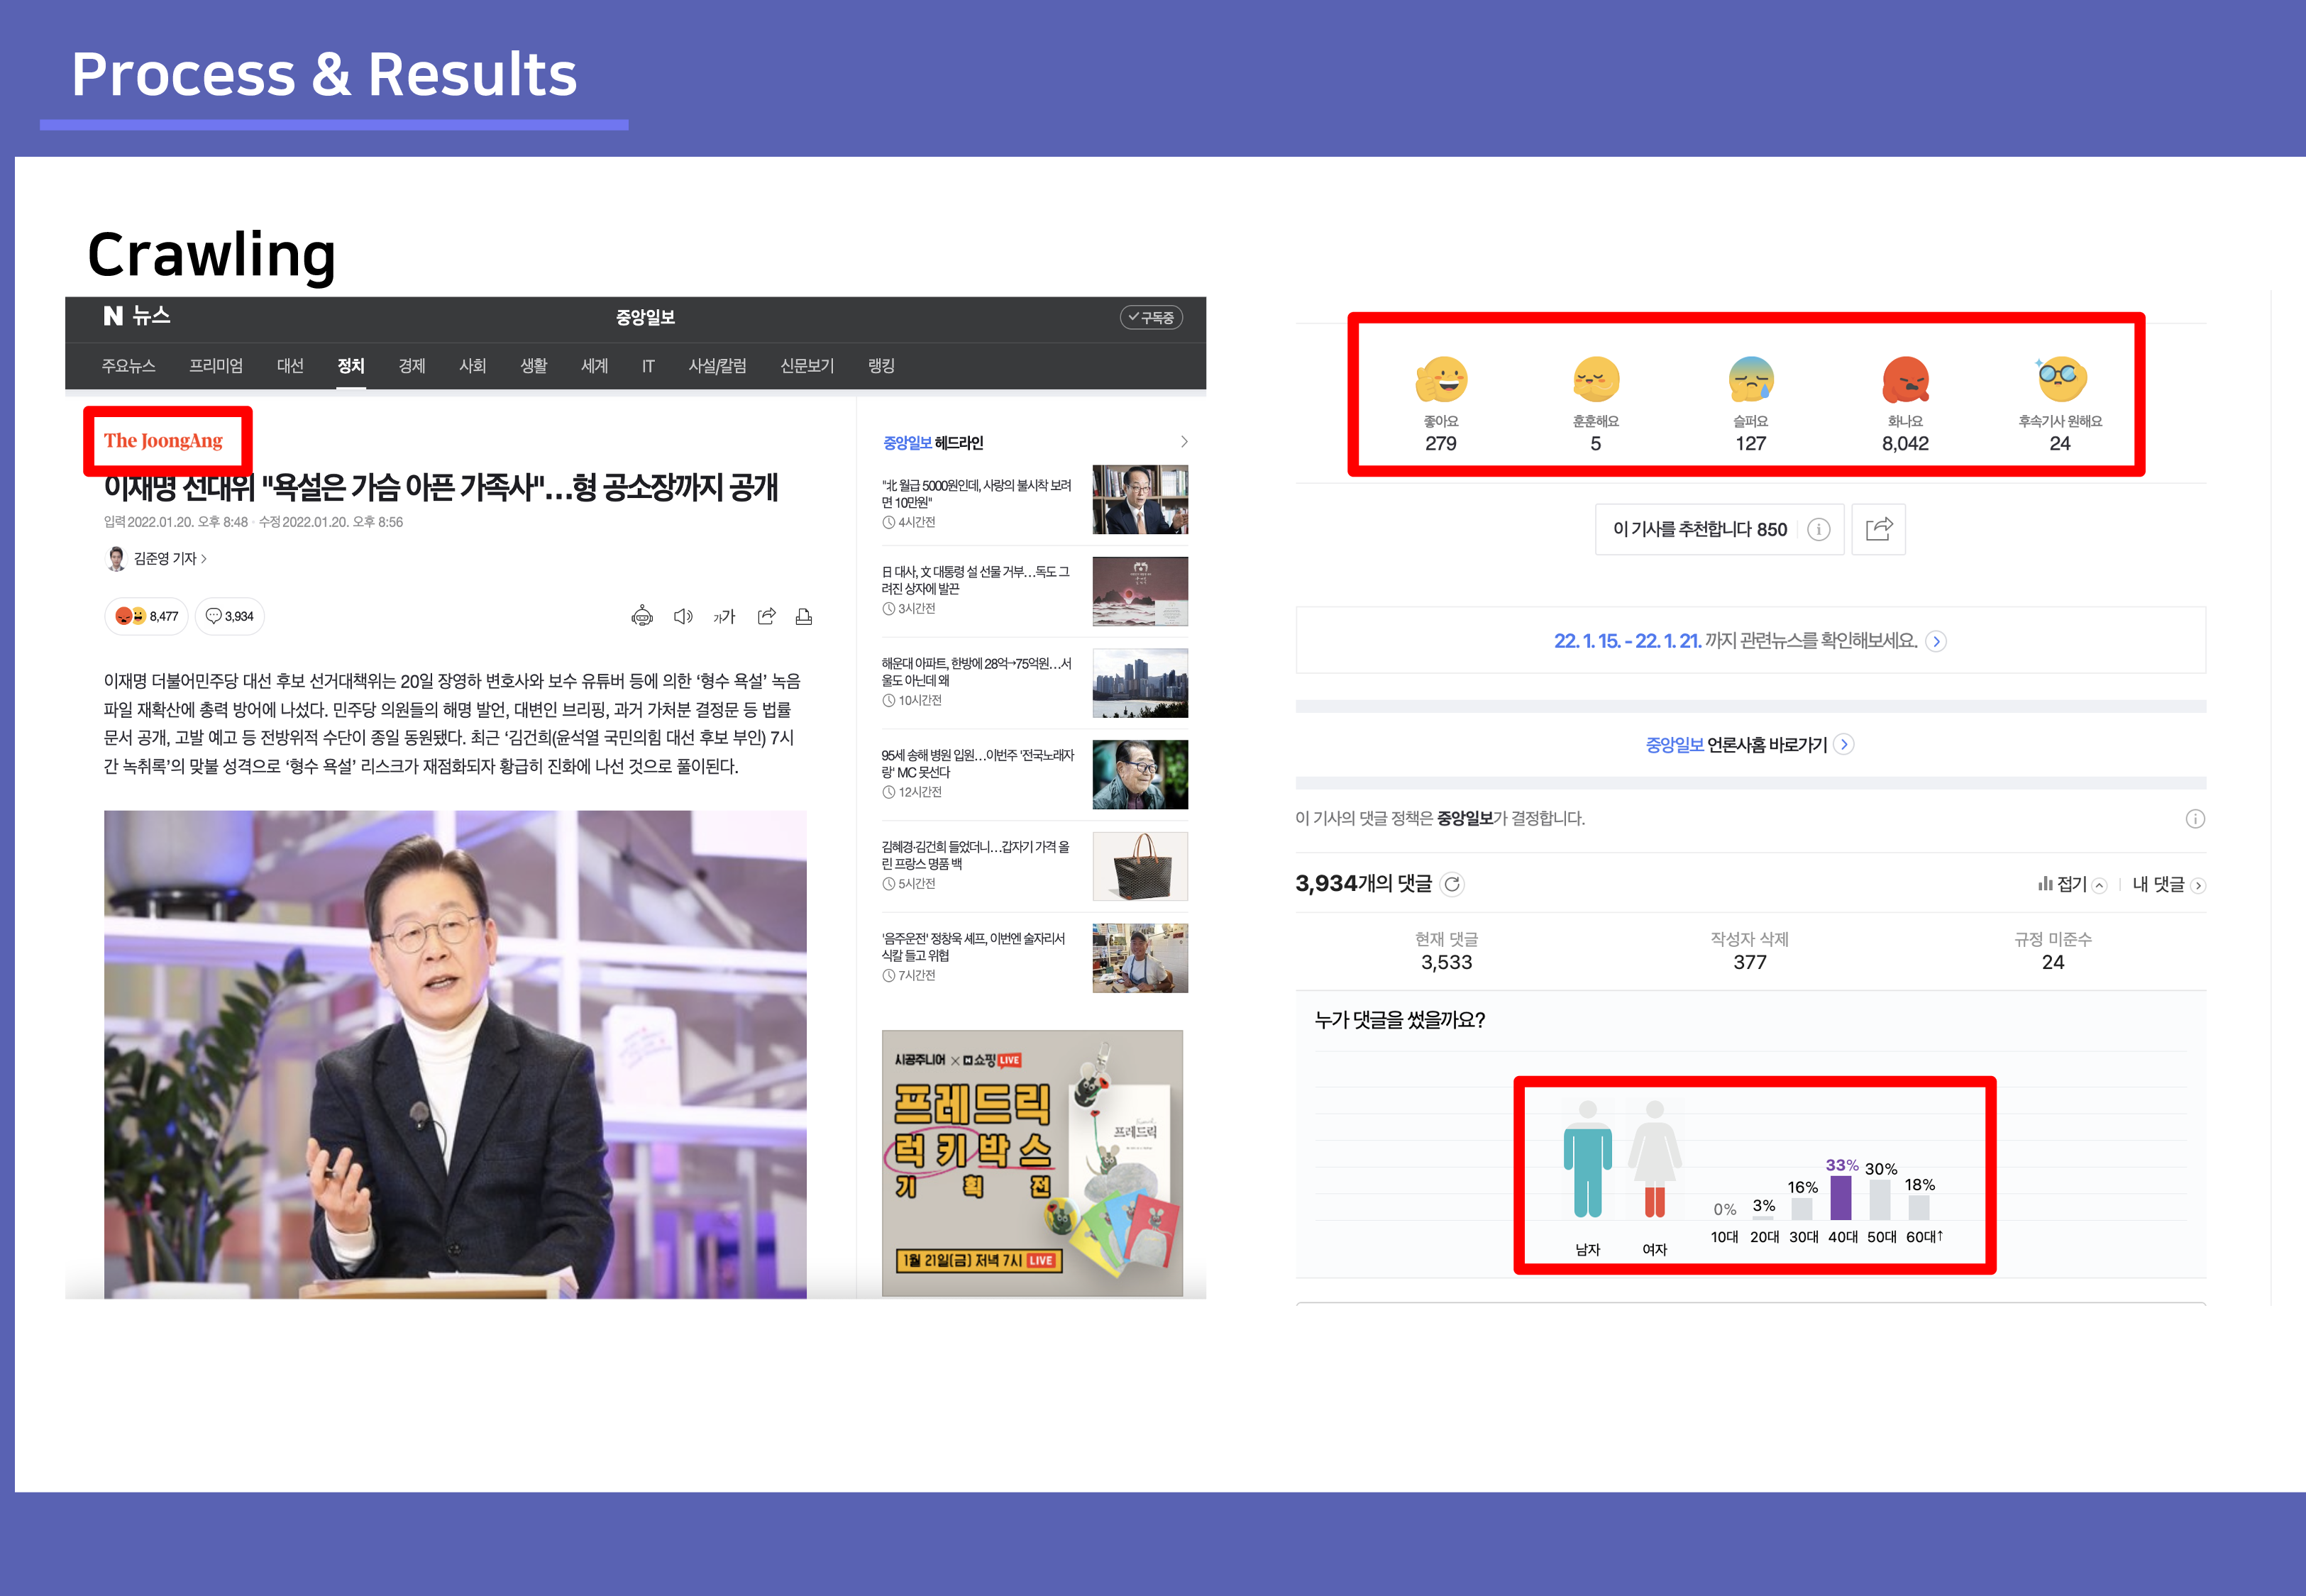 Process & Results
Crawling
N 뉴스
중앙일보
구독중
주요뉴스 프리미엄 대선 정치 경제 사회 생활 세계 IT 사설/칼럼 신문보기 랭킹
The JoongAng
이재명 선대위 "욕설은 가슴 아픈 가족사"…형 공소장까지 공개
입력 2022.01.20. 오후 8:48 · 수정 2022.01.20. 오후 8:56
김준영 기자
8,477 3,934
가가
이재명 더불어민주당 대선 후보 선거대책위는 20일 장영하 변호사와 보수 유튜버 등에 의한 ‘형수 욕설’ 녹음
파일 재확산에 총력 방어에 나섰다. 민주당 의원들의 해명 발언, 대변인 브리핑, 과거 가처분 결정문 등 법률
문서 공개, 고발 예고 등 전방위적 수단이 종일 동원됐다. 최근 ‘김건희(윤석열 국민의힘 대선 후보 부인) 7시
간 녹취록’의 맞불 성격으로 ‘형수 욕설’ 리스크가 재점화되자 황급히 진화에 나선 것으로 풀이된다.
중앙일보 헤드라인
"北 월급 5000원인데, 사랑의 불시착 보려
면 10만원"
4시간전
日 대사, 文 대통령 설 선물 거부…독도 그
려진 상자에 발끈
3시간전
해운대 아파트, 한방에 28억→75억원…서
울도 아닌데 왜
10시간전
95세 송해 병원 입원…이번주 '전국노래자
랑' MC 못선다
12시간전
김혜경·김건희 들었더니…갑자기 가격 올
린 프랑스 명품 백
5시간전
'음주운전' 정창욱 셰프, 이번엔 술자리서
식칼 들고 위협
7시간전
시공주니어 × N쇼핑 LIVE
프레드릭
럭키박스
기획전
프레드릭
1월 21일(금) 저녁 7시 LIVE
좋아요 훈훈해요 슬퍼요 화나요 후속기사 원해요
279 5 127 8,042 24
이 기사를 추천합니다 850
22. 1. 15. - 22. 1. 21. 까지 관련뉴스를 확인해보세요.
중앙일보 언론사홈 바로가기
이 기사의 댓글 정책은 중앙일보가 결정합니다.
3,934개의 댓글
접기 내 댓글
현재 댓글 작성자 삭제 규정 미준수
3,533 377 24
누가 댓글을 썼을까요?
0% 3% 16% 33% 30% 18%
10대 20대 30대 40대 50대 60대↑
남자 여자